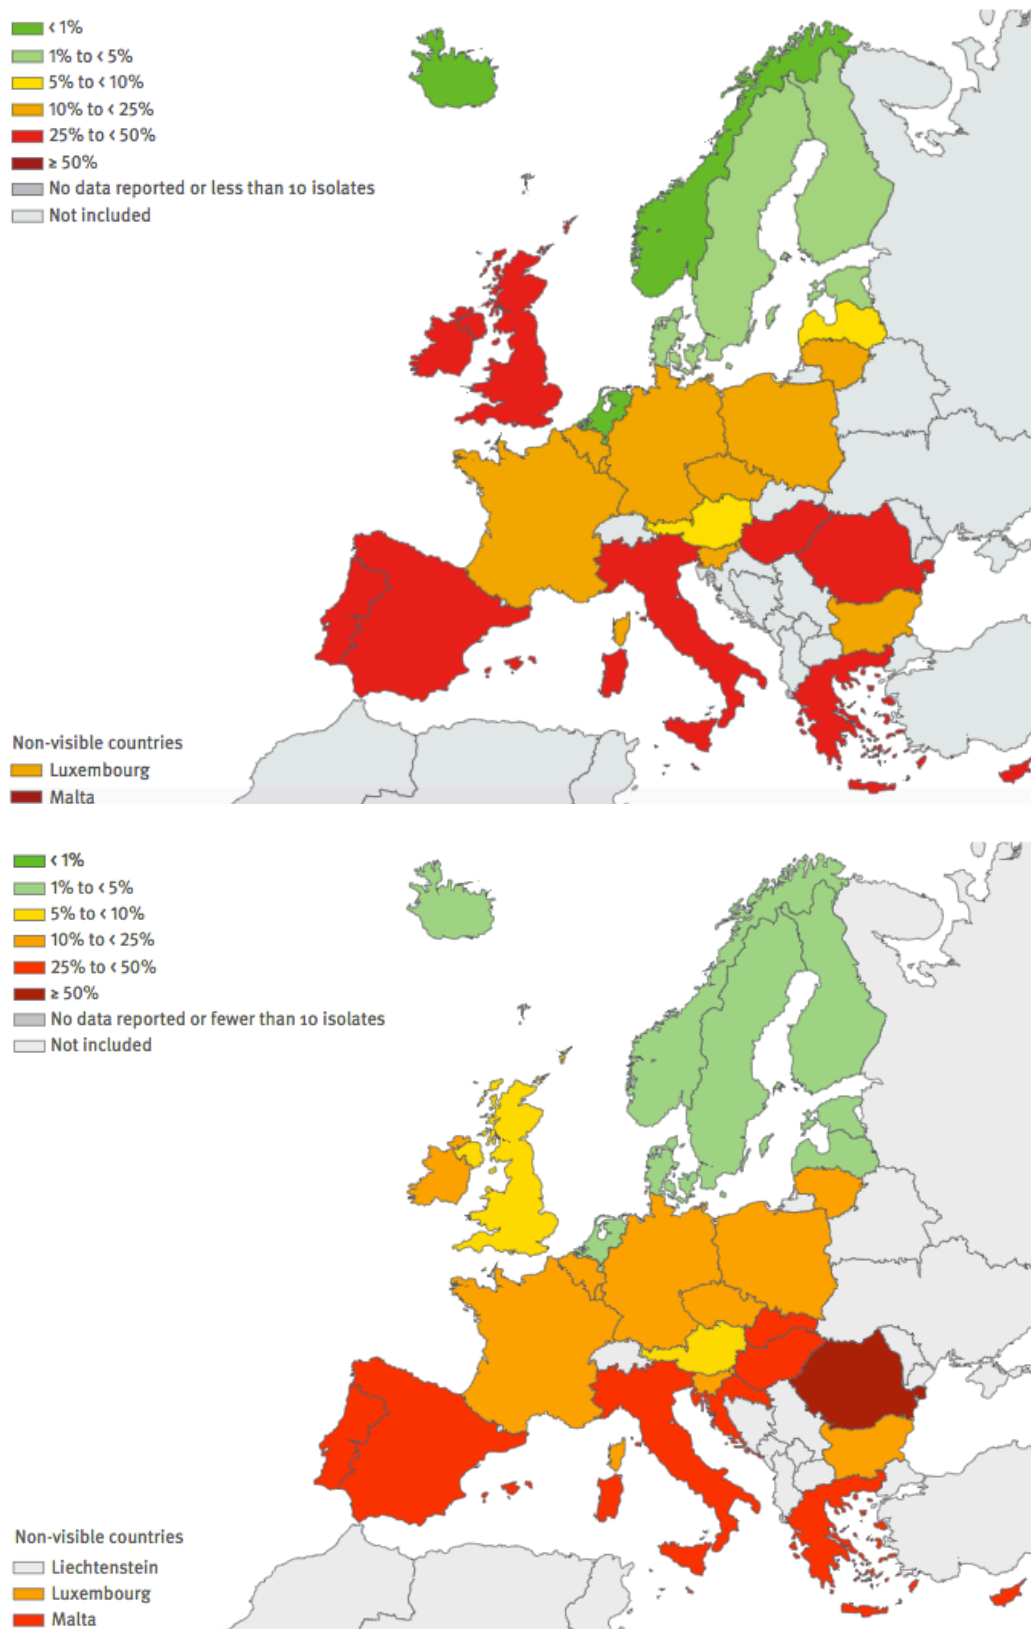 < 1%
1% to < 5%
5% to < 10%
10% to < 25%
25% to < 50%
≥ 50%
No data reported or less than 10 isolates
Not included
Non-visible countries
Luxembourg
Malta
< 1%
1% to < 5%
5% to < 10%
10% to < 25%
25% to < 50%
≥ 50%
No data reported or fewer than 10 isolates
Not included
Non-visible countries
Liechtenstein
Luxembourg
Malta